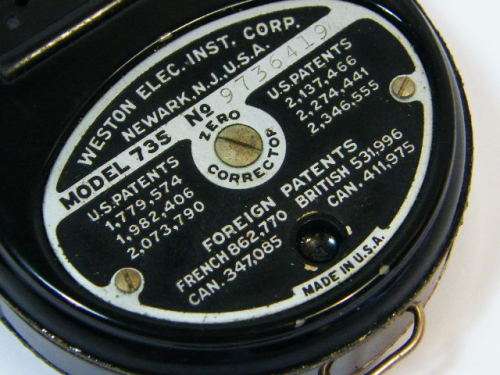 WESTON ELEC. INST. CORP.
NEWARK, N.J., U.S.A.
MODEL 735 No 9736419
ZERO
CORRECTOR
U.S. PATENTS
1,779,574
1,982,406
2,073,790
U.S. PATENTS
2,137,466
2,274,441
2,346,555
FOREIGN PATENTS
FRENCH 862,770 BRITISH 531,996
CAN. 347,085 CAN. 411,975
MADE IN U.S.A.